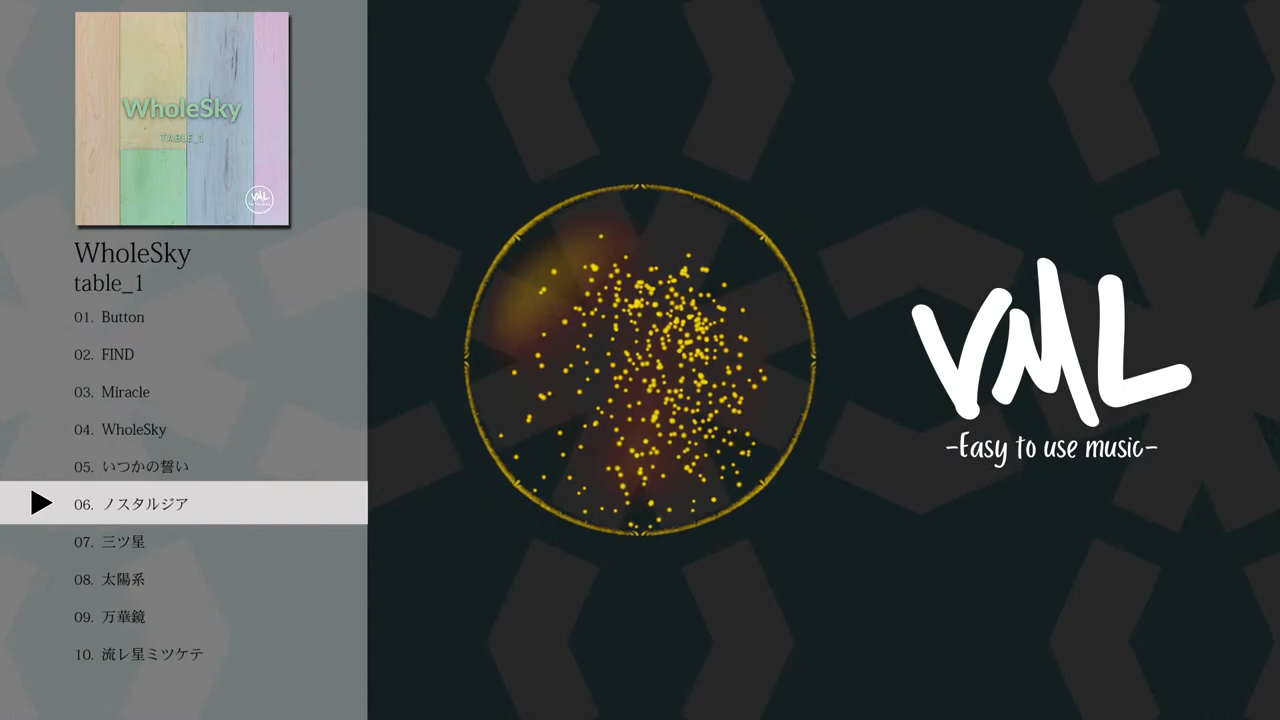 WholeSky
TABLE_1
VML
WholeSky
table_1
01. Button
02. FIND
03. Miracle
04. WholeSky
05. いつかの誓い
06. ノスタルジア
07. 三ツ星
08. 太陽系
09. 万華鏡
10. 流レ星ミツケテ
VML
-Easy to use music-